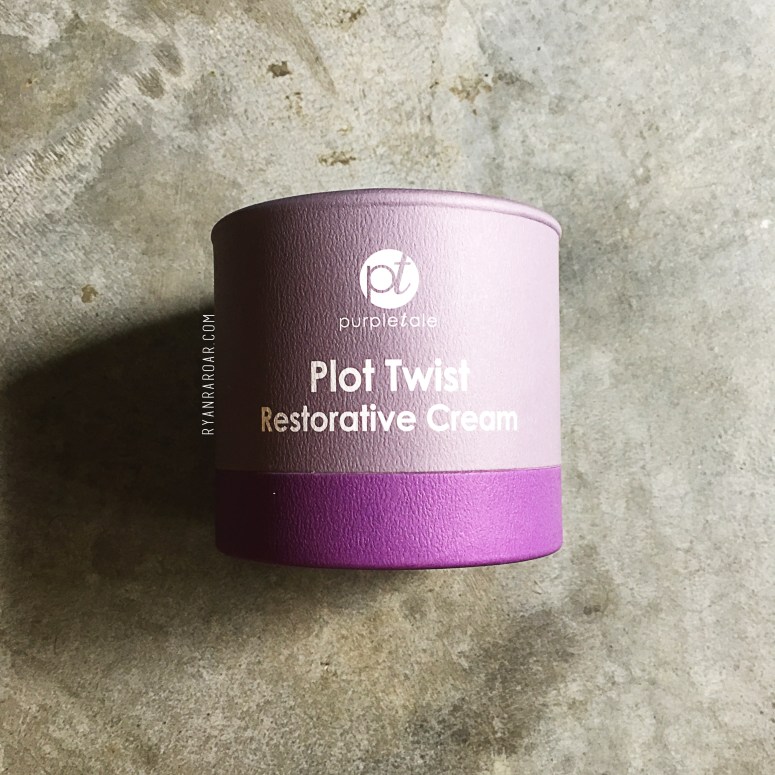 pt
purpletale
Plot Twist
Restorative Cream
RYANRAROAR.COM